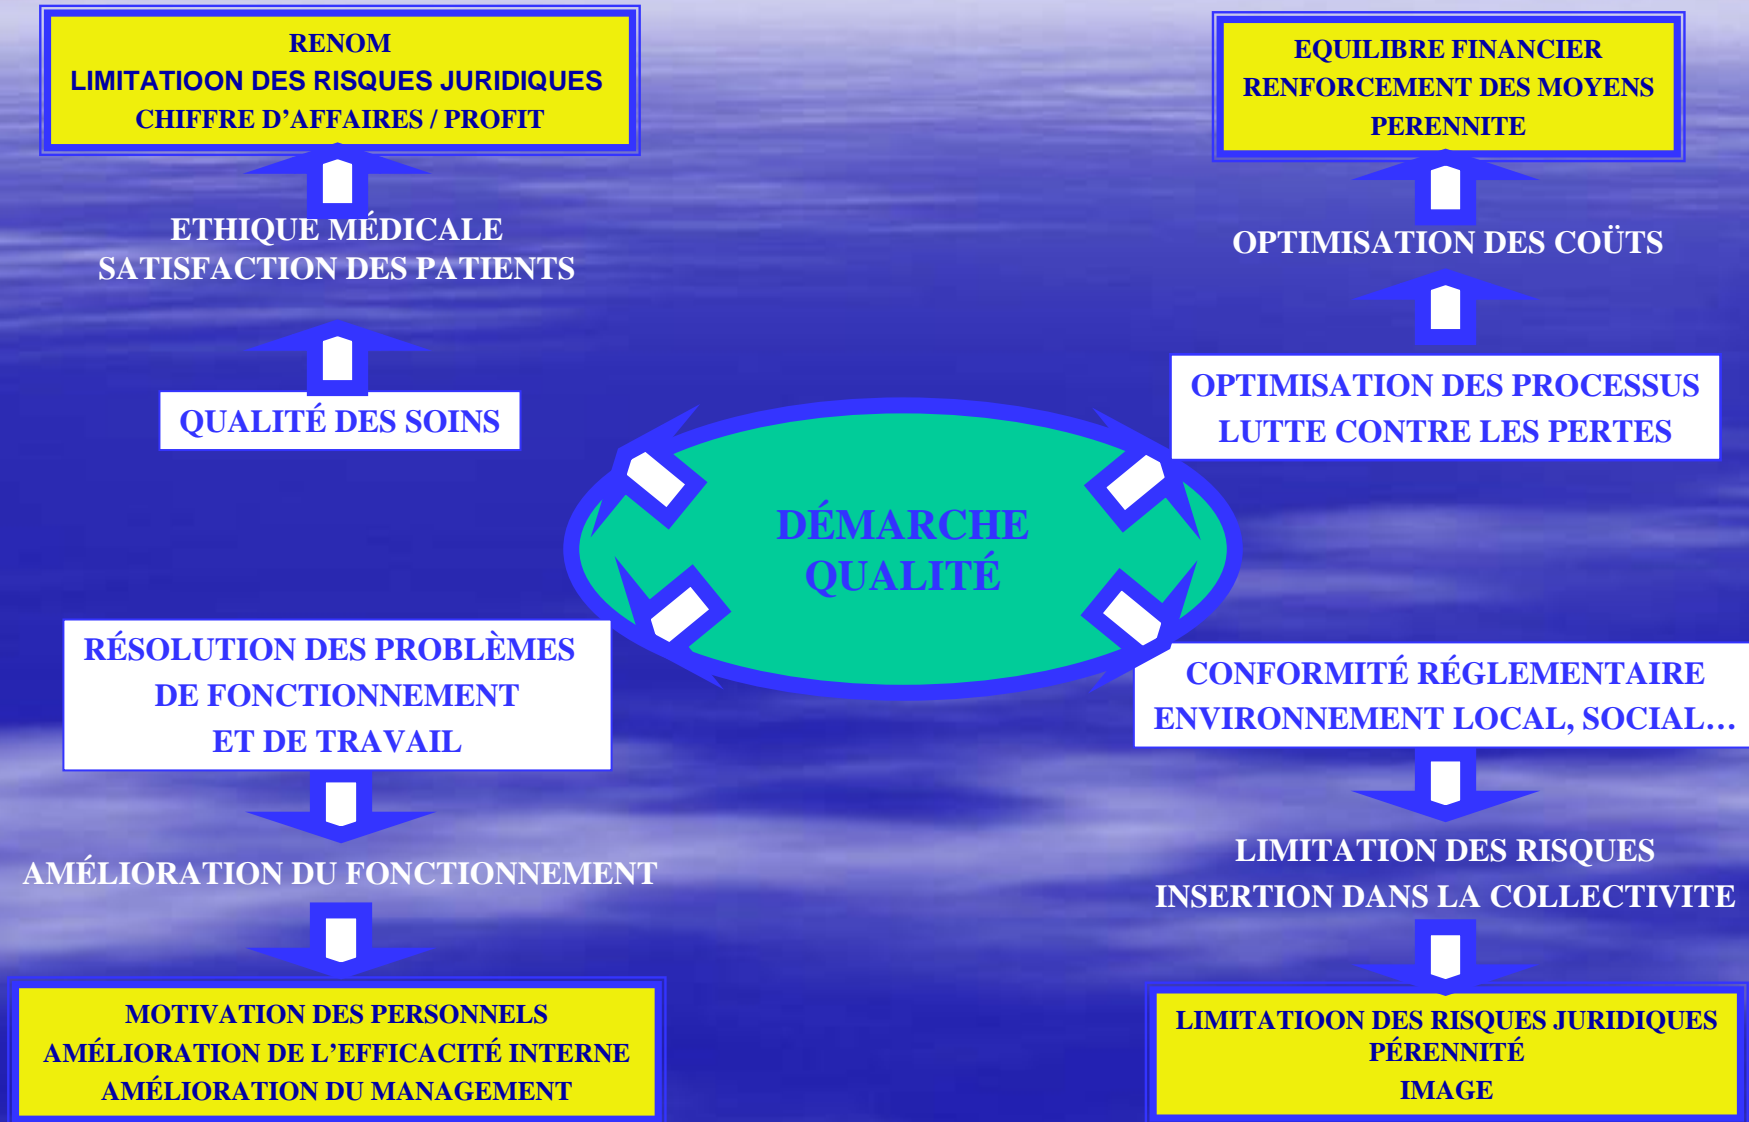 RENOM
LIMITATIOON DES RISQUES JURIDIQUES
CHIFFRE D’AFFAIRES / PROFIT
ETHIQUE MÉDICALE
SATISFACTION DES PATIENTS
QUALITÉ DES SOINS
EQUILIBRE FINANCIER
RENFORCEMENT DES MOYENS
PERENNITE
OPTIMISATION DES COÜTS
OPTIMISATION DES PROCESSUS
LUTTE CONTRE LES PERTES
DÉMARCHE
QUALITÉ
RÉSOLUTION DES PROBLÈMES
DE FONCTIONNEMENT
ET DE TRAVAIL
AMÉLIORATION DU FONCTIONNEMENT
MOTIVATION DES PERSONNELS
AMÉLIORATION DE L’EFFICACITÉ INTERNE
AMÉLIORATION DU MANAGEMENT
CONFORMITÉ RÉGLEMENTAIRE
ENVIRONNEMENT LOCAL, SOCIAL…
LIMITATION DES RISQUES
INSERTION DANS LA COLLECTIVITE
LIMITATIOON DES RISQUES JURIDIQUES
PÉRENNITÉ
IMAGE